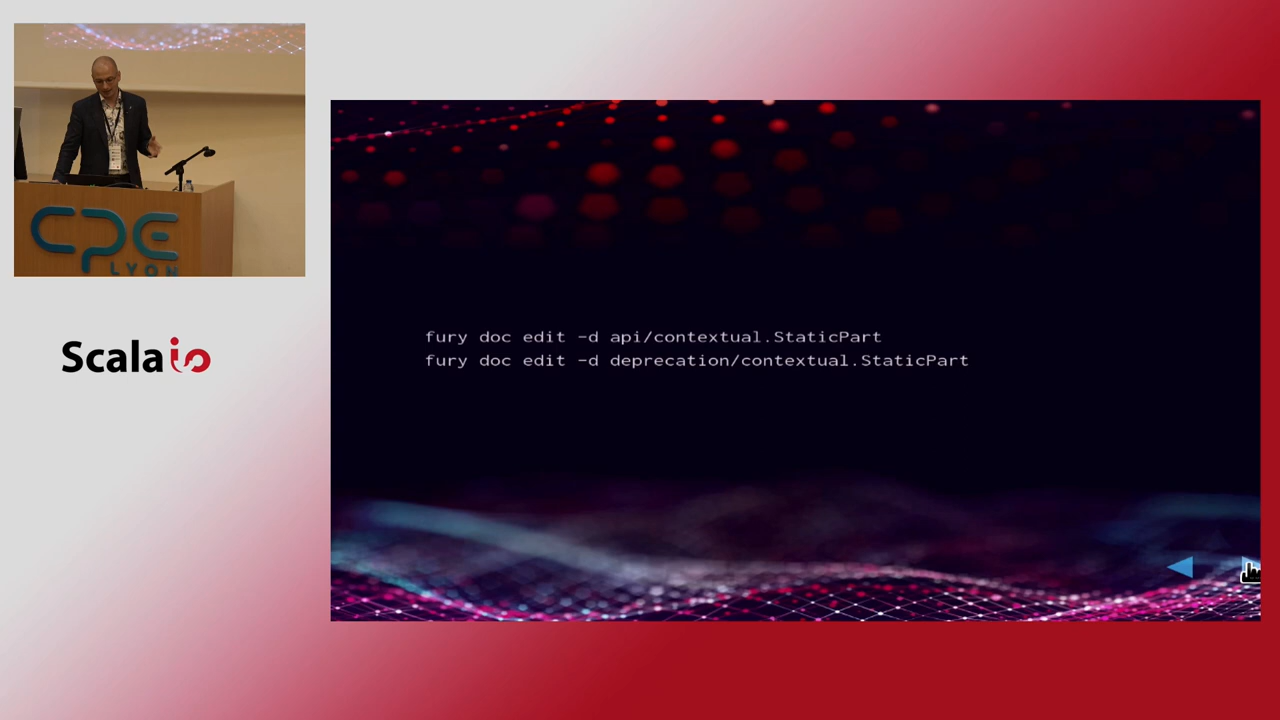 CPE
LYON
Scala io
fury doc edit -d api/contextual.StaticPart
fury doc edit -d deprecation/contextual.StaticPart